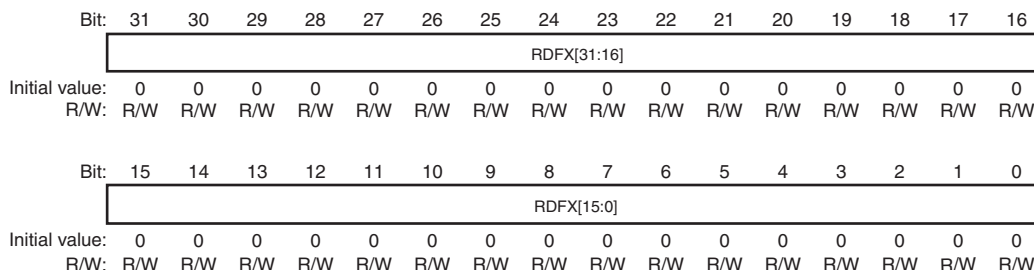 Bit: 31 30 29 28 27 26 25 24 23 22 21 20 19 18 17 16
RDFX[31:16]
Initial value: 0 0 0 0 0 0 0 0 0 0 0 0 0 0 0 0
R/W: R/W R/W R/W R/W R/W R/W R/W R/W R/W R/W R/W R/W R/W R/W R/W R/W
Bit: 15 14 13 12 11 10 9 8 7 6 5 4 3 2 1 0
RDFX[15:0]
Initial value: 0 0 0 0 0 0 0 0 0 0 0 0 0 0 0 0
R/W: R/W R/W R/W R/W R/W R/W R/W R/W R/W R/W R/W R/W R/W R/W R/W R/W